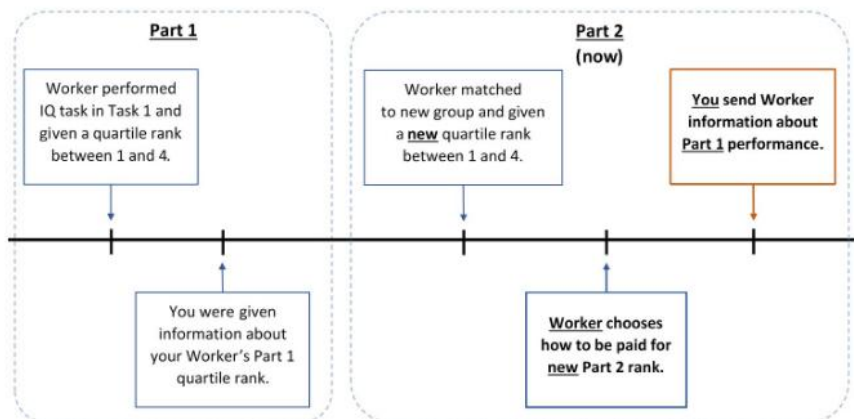 Part 1
Part 2
(now)
Worker performed
IQ task in Task 1 and
given a quartile rank
between 1 and 4.
Worker matched
to new group and given
a new quartile rank
between 1 and 4.
You send Worker
information about
Part 1 performance.
You were given
information about
your Worker's Part 1
quartile rank.
Worker chooses
how to be paid for
new Part 2 rank.